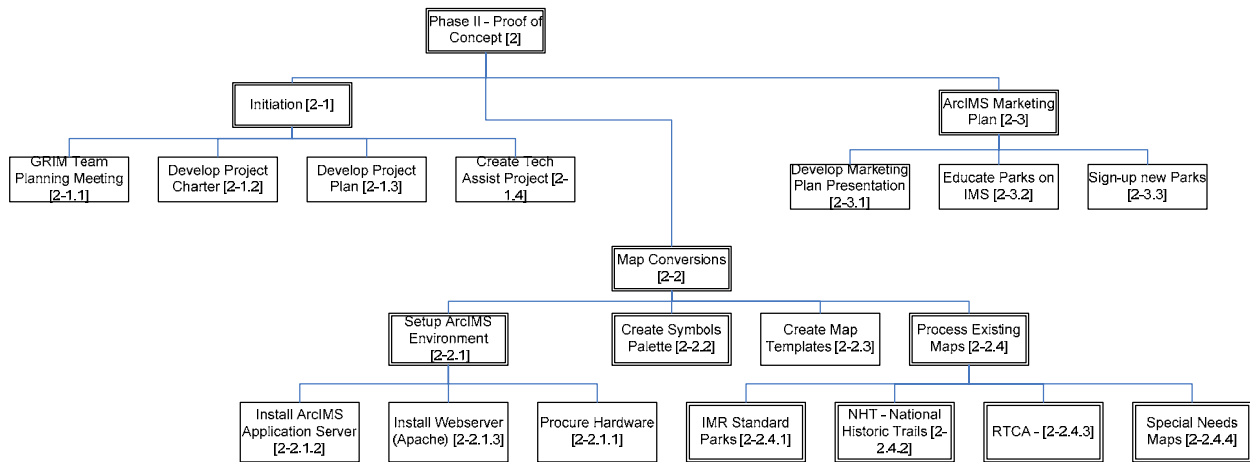 Phase II - Proof of
Concept [2]
Initiation [2-1]
ArcIMS Marketing
Plan [2-3]
GRIM Team
Planning Meeting
[2-1.1]
Develop Project
Charter [2-1.2]
Develop Project
Plan [2-1.3]
Create Tech
Assist Project [2-
1.4]
Develop Marketing
Plan Presentation
[2-3.1]
Educate Parks on
IMS [2-3.2]
Sign-up new Parks
[2-3.3]
Map Conversions
[2-2]
Setup ArcIMS
Environment
[2-2.1]
Create Symbols
Palette [2-2.2]
Create Map
Templates [2-2.3]
Process Existing
Maps [2-2.4]
Install ArcIMS
Application Server
[2-2.1.2]
Install Webserver
(Apache) [2-2.1.3]
Procure Hardware
[2-2.1.1]
IMR Standard
Parks [2-2.4.1]
NHT - National
Historic Trails [2-
2.4.2]
RTCA - [2-2.4.3]
Special Needs
Maps [2-2.4.4]